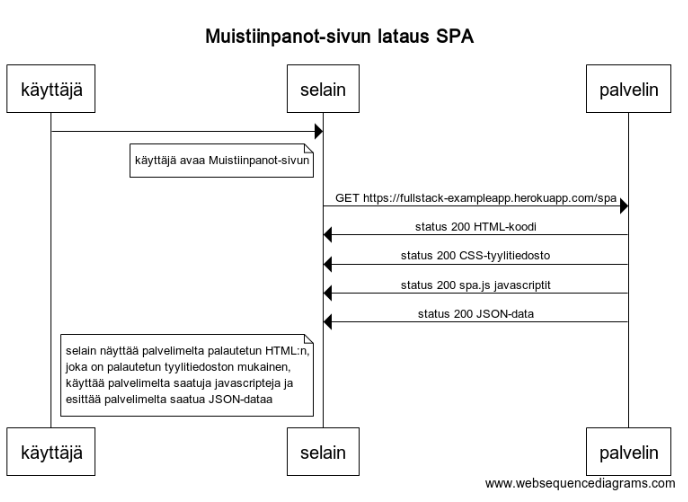 Muistiinpanot-sivun lataus SPA
käyttäjä
selain
palvelin
käyttäjä avaa Muistiinpanot-sivun
GET https://fullstack-exampleapp.herokuapp.com/spa
status 200 HTML-koodi
status 200 CSS-tyylitiedosto
status 200 spa.js javascriptit
status 200 JSON-data
selain näyttää palvelimelta palautetun HTML:n,
joka on palautetun tyylitiedoston mukainen,
käyttää palvelimelta saatuja javascripteja ja
esittää palvelimelta saatua JSON-dataa
käyttäjä
selain
palvelin
www.websequencediagrams.com